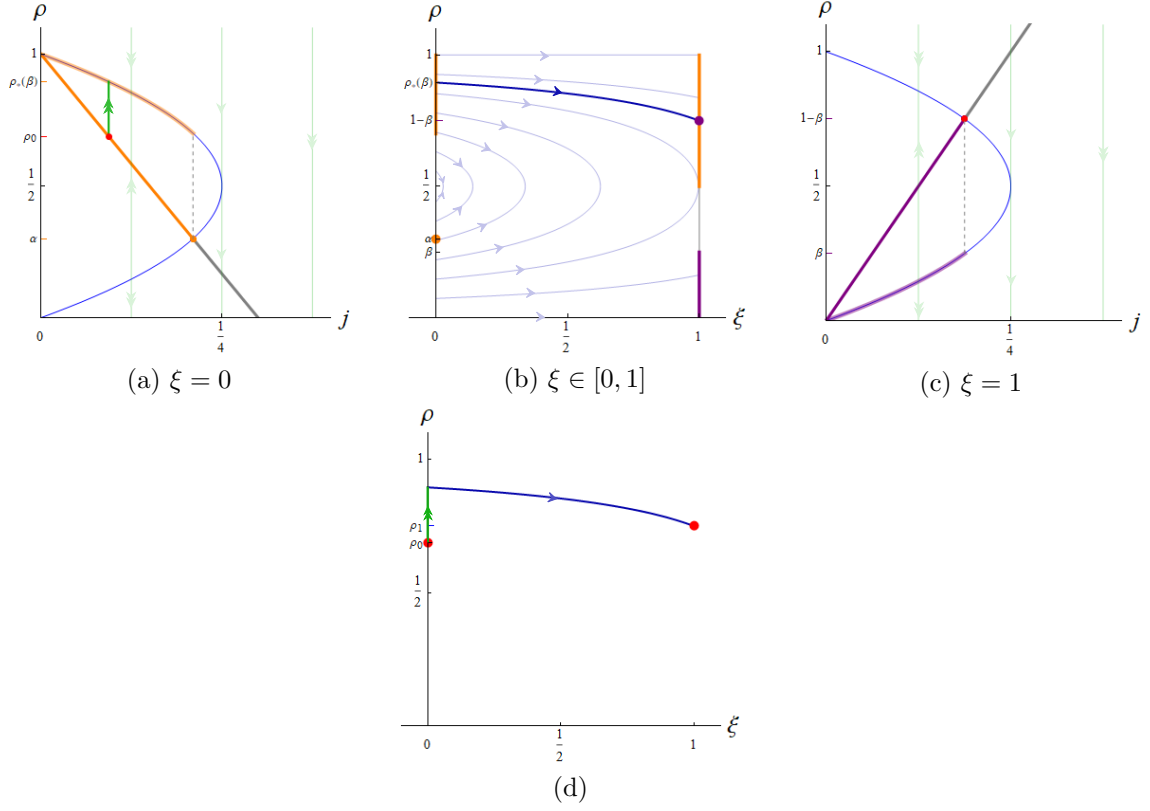 ρ
1
ρ*(β)
ρ0
1/2
α
0
1/4
j
(a) ξ = 0
ρ
1
ρ*(β)
1-β
1/2
α
β
0
1/2
1
ξ
(b) ξ ∈ [0, 1]
ρ
1
1-β
1/2
β
0
1/4
j
(c) ξ = 1
ρ
1
ρ1
ρ0
1/2
0
1/2
1
ξ
(d)